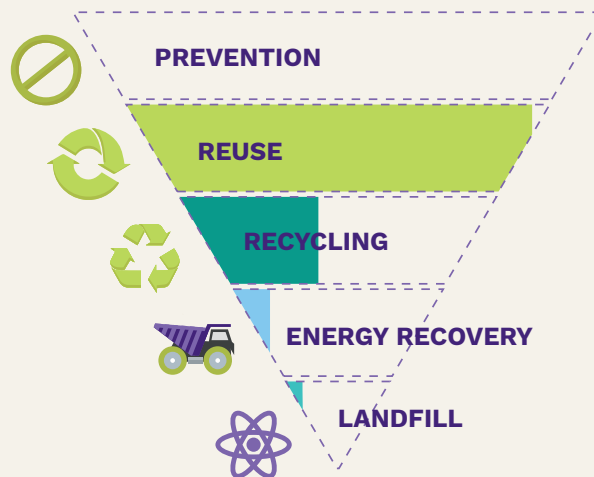 PREVENTION
REUSE
RECYCLING
ENERGY RECOVERY
LANDFILL